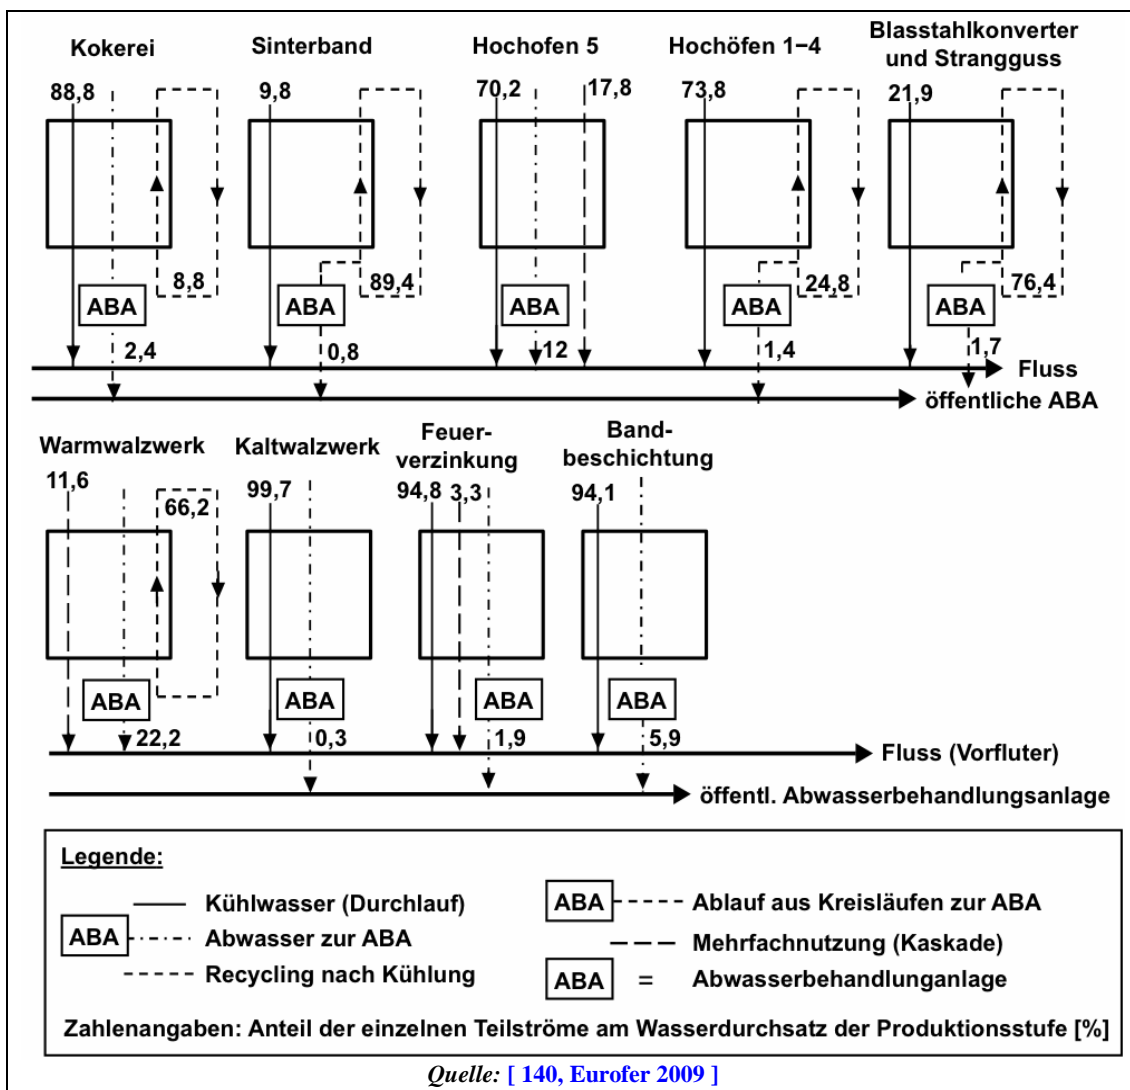 Kokerei
Sinterband
Hochofen 5
Hochöfen 1–4
Blasstahlkonverter
und Strangguss
88,8
9,8
70,2
17,8
73,8
21,9
8,8
89,4
24,8
76,4
ABA
ABA
ABA
ABA
ABA
2,4
0,8
12
1,4
1,7
Fluss
öffentliche ABA
Warmwalzwerk
Kaltwalzwerk
Feuer-
verzinkung
Band-
beschichtung
11,6
66,2
99,7
94,8
3,3
94,1
ABA
ABA
ABA
ABA
22,2
0,3
1,9
5,9
Fluss (Vorfluter)
öffentl. Abwasserbehandlungsanlage
Legende:
Kühlwasser (Durchlauf)
ABA Abwasser zur ABA
Recycling nach Kühlung
ABA Ablauf aus Kreisläufen zur ABA
Mehrfachnutzung (Kaskade)
ABA = Abwasserbehandlunganlage
Zahlenangaben: Anteil der einzelnen Teilströme am Wasserdurchsatz der Produktionsstufe [%]
Quelle: [ 140, Eurofer 2009 ]